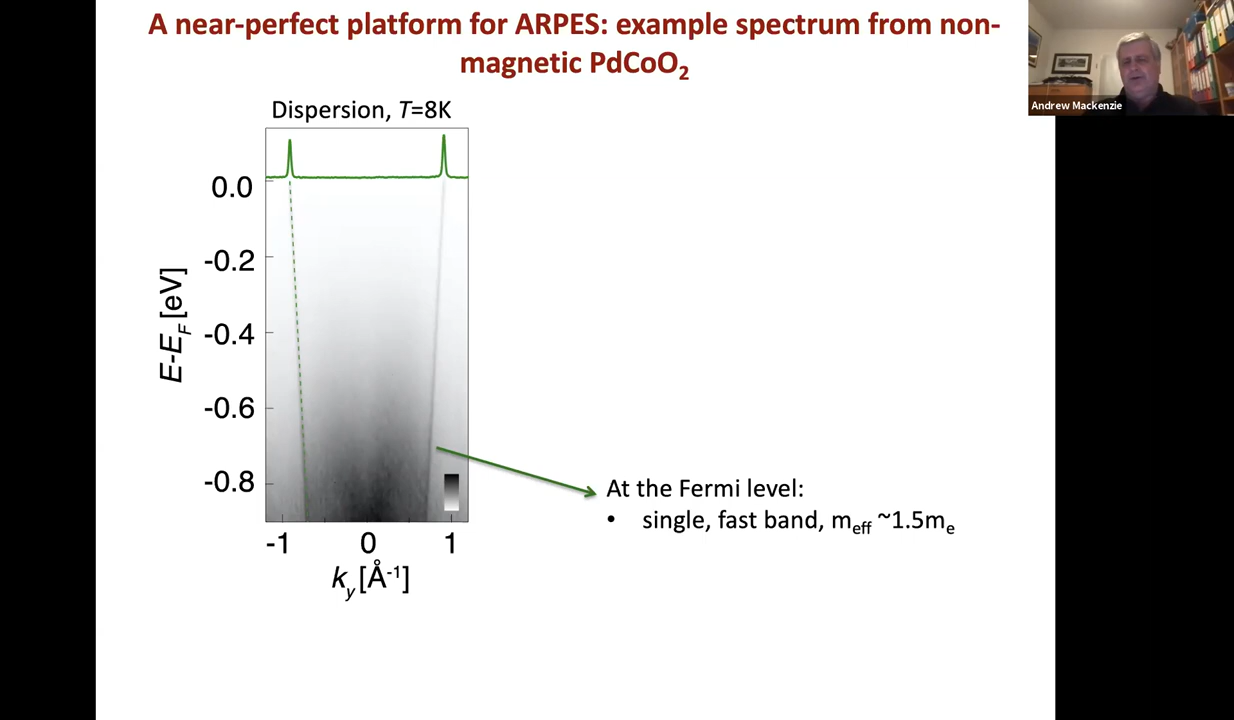 A near-perfect platform for ARPES: example spectrum from non-
magnetic PdCoO₂
Andrew Mackenzie
Dispersion, T=8K
0.0
-0.2
-0.4
-0.6
-0.8
E-E_F [eV]
-1 0 1
k_y [Å⁻¹]
At the Fermi level:
• single, fast band, m_eff ~1.5m_e